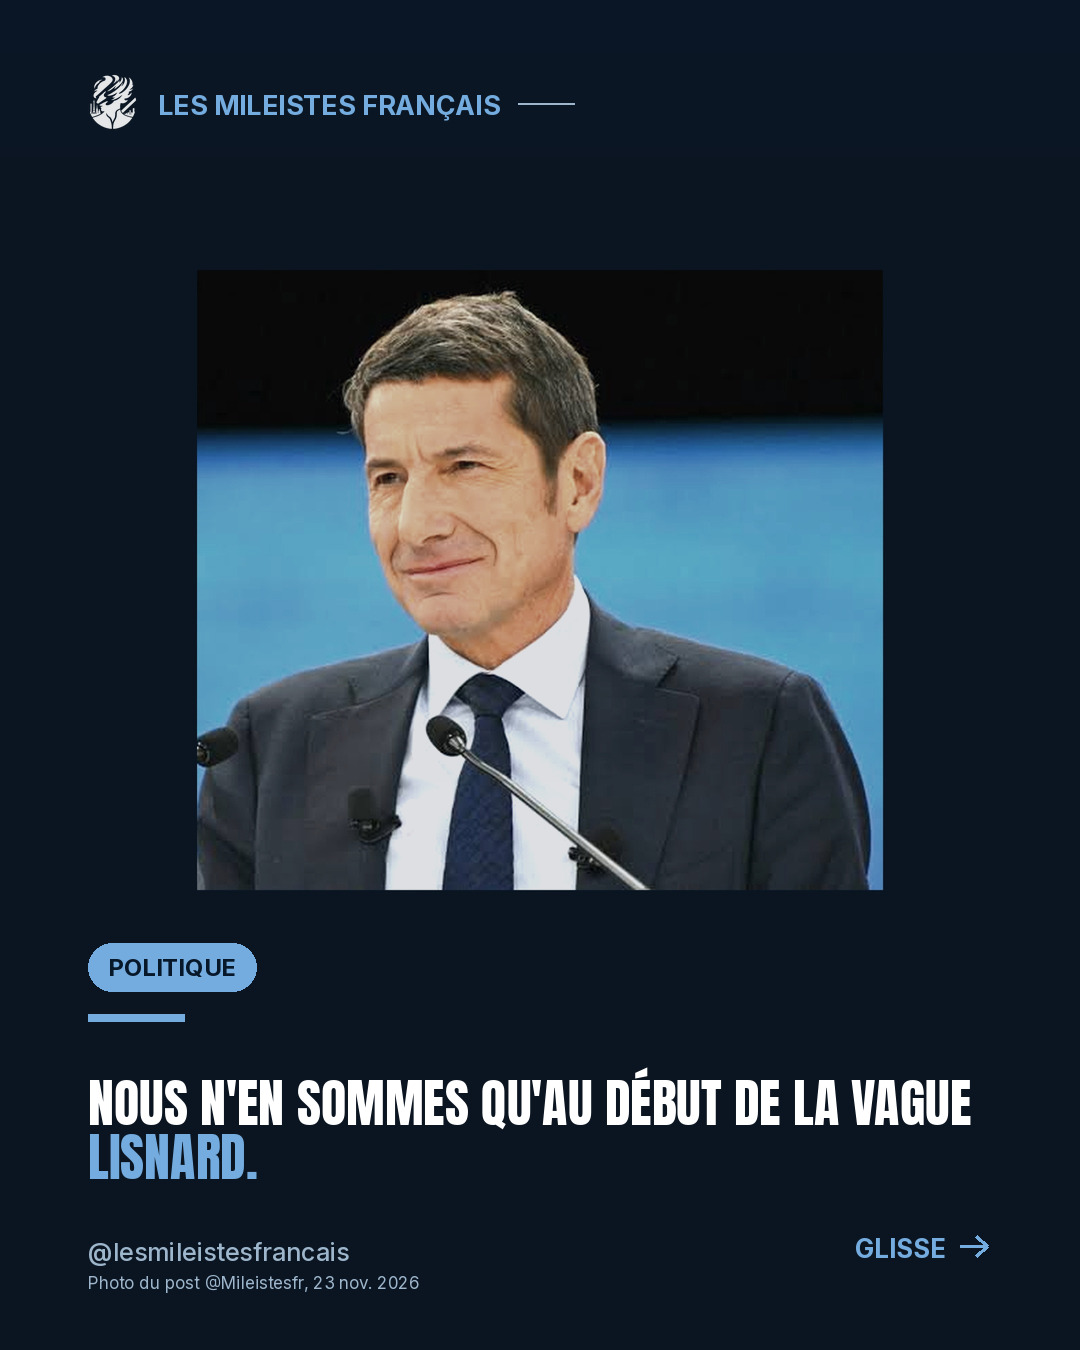 LES MILEISTES FRANÇAIS
POLITIQUE
NOUS N'EN SOMMES QU'AU DÉBUT DE LA VAGUE
LISNARD.
@lesmileistesfrancais
GLISSE →
Photo du post @Mileistesfr, 23 nov. 2026